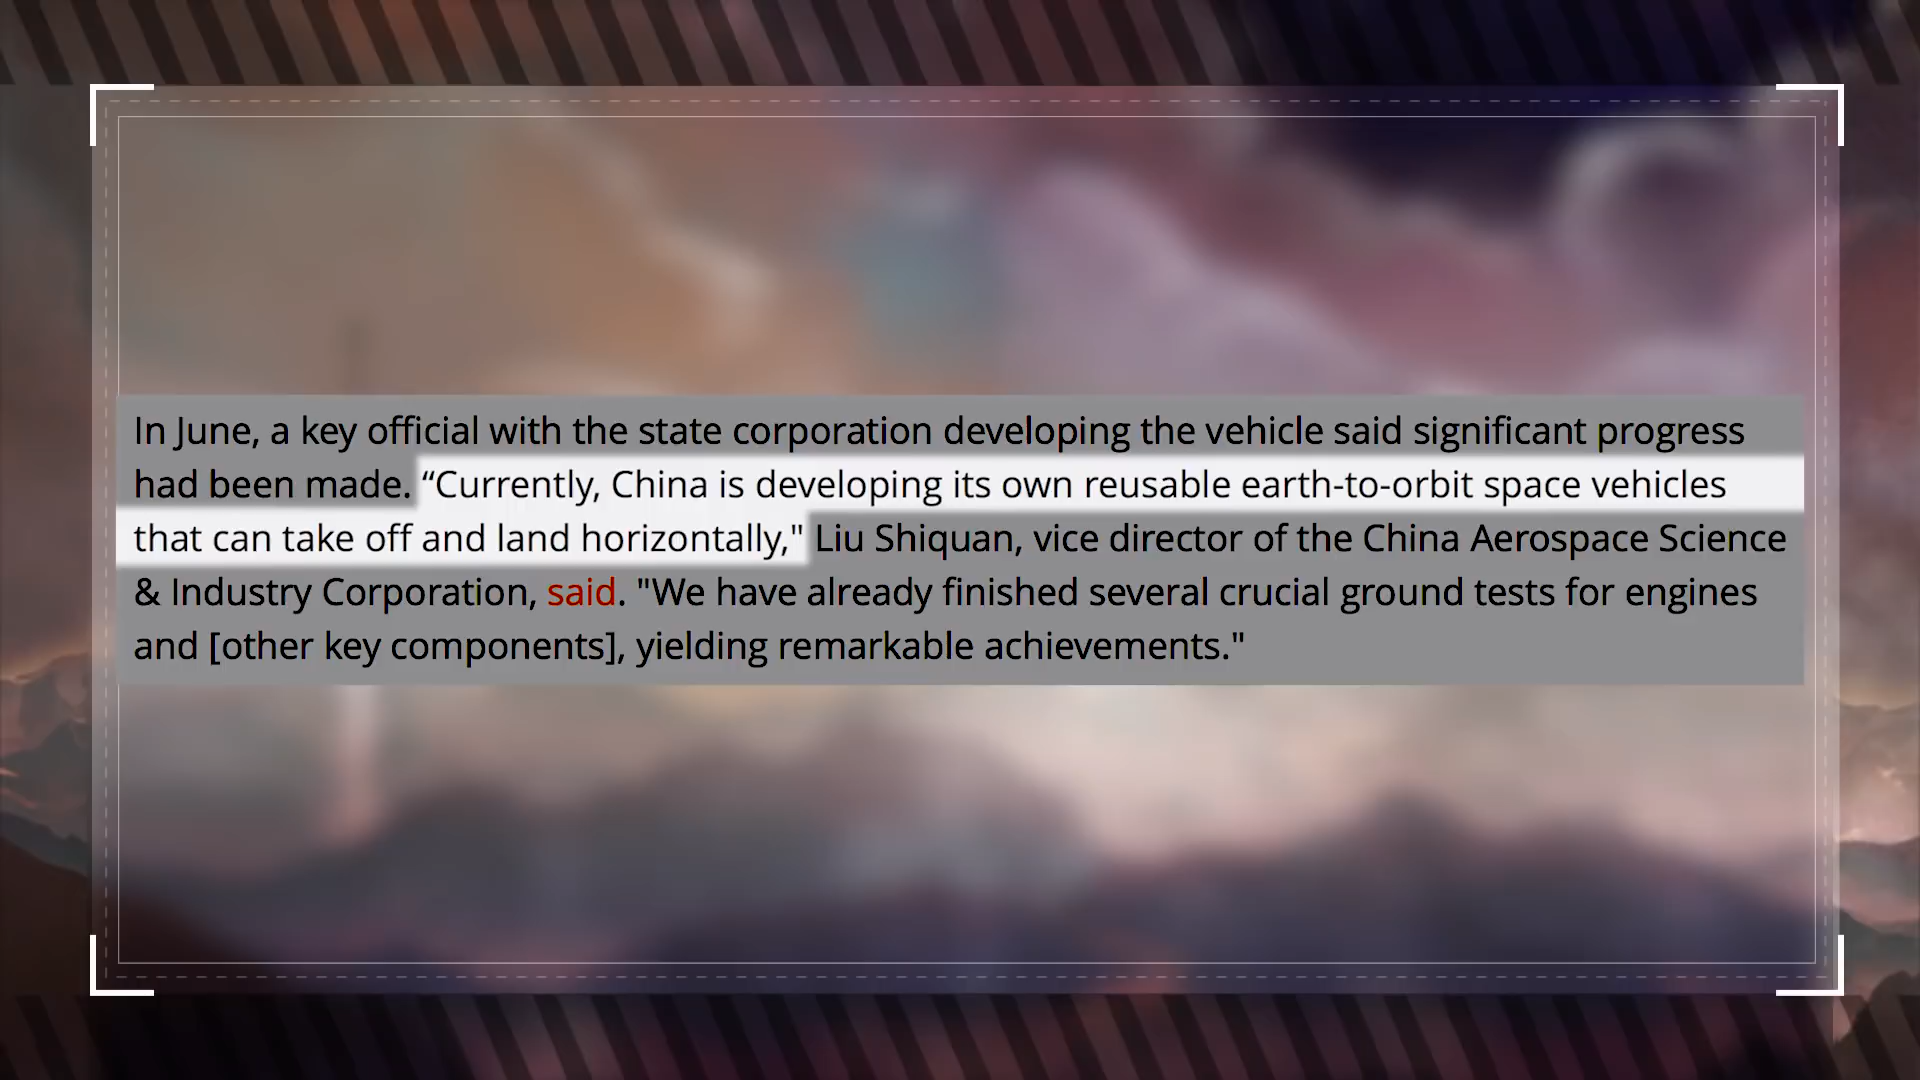 In June, a key official with the state corporation developing the vehicle said significant progress
had been made. “Currently, China is developing its own reusable earth-to-orbit space vehicles
that can take off and land horizontally," Liu Shiquan, vice director of the China Aerospace Science
& Industry Corporation, said. "We have already finished several crucial ground tests for engines
and [other key components], yielding remarkable achievements."